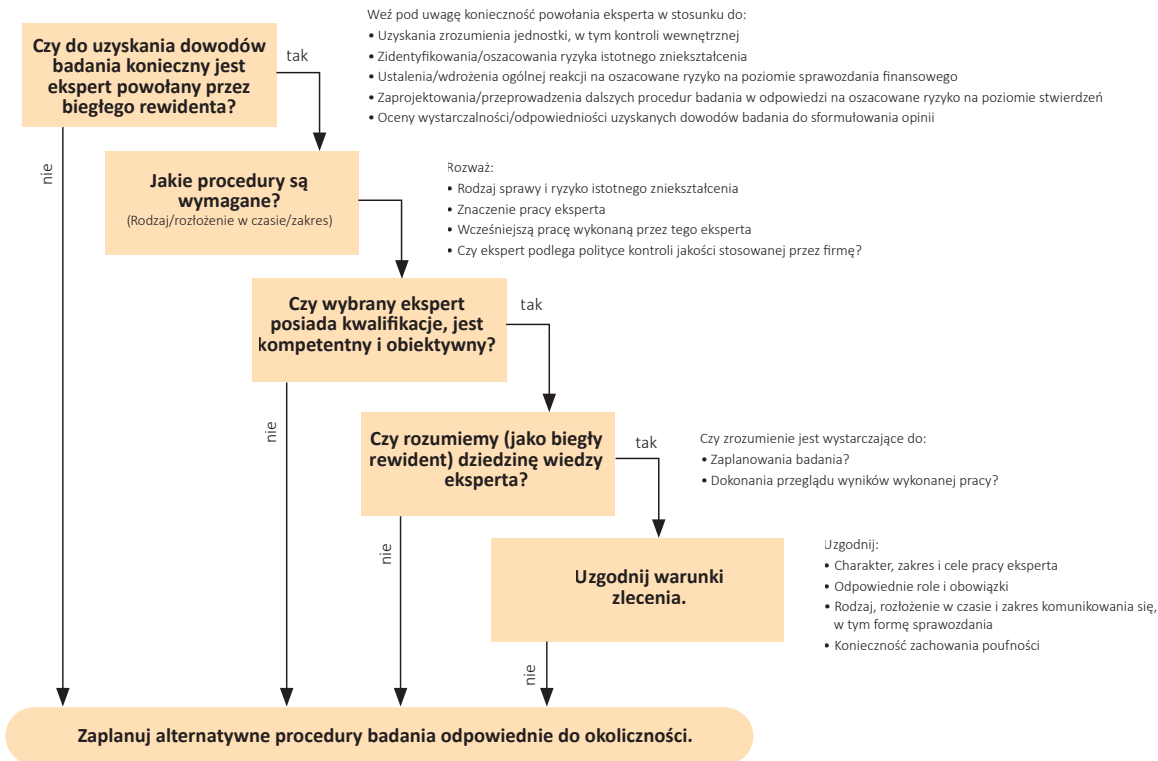 Weź pod uwagę konieczność powołania eksperta w stosunku do:
• Uzyskania zrozumienia jednostki, w tym kontroli wewnętrznej
• Zidentyfikowania/oszacowania ryzyka istotnego zniekształcenia
• Ustalenia/wdrożenia ogólnej reakcji na oszacowane ryzyko na poziomie sprawozdania finansowego
• Zaprojektowania/przeprowadzenia dalszych procedur badania w odpowiedzi na oszacowane ryzyko na poziomie stwierdzeń
• Oceny wystarczalności/odpowiedniości uzyskanych dowodów badania do sformułowania opinii
Czy do uzyskania dowodów
badania konieczny jest
ekspert powołany przez
biegłego rewidenta?
tak
nie
Jakie procedury są
wymagane?
(Rodzaj/rozłożenie w czasie/zakres)
Rozważ:
• Rodzaj sprawy i ryzyko istotnego zniekształcenia
• Znaczenie pracy eksperta
• Wcześniejszą pracę wykonaną przez tego eksperta
• Czy ekspert podlega polityce kontroli jakości stosowanej przez firmę?
Czy wybrany ekspert
posiada kwalifikacje, jest
kompetentny i obiektywny?
tak
nie
Czy rozumiemy (jako biegły
rewident) dziedzinę wiedzy
eksperta?
tak
nie
Czy zrozumienie jest wystarczające do:
• Zaplanowania badania?
• Dokonania przeglądu wyników wykonanej pracy?
Uzgodnij warunki
zlecenia.
nie
Uzgodnij:
• Charakter, zakres i cele pracy eksperta
• Odpowiednie role i obowiązki
• Rodzaj, rozłożenie w czasie i zakres komunikowania się,
w tym formę sprawozdania
• Konieczność zachowania poufności
Zaplanuj alternatywne procedury badania odpowiednie do okoliczności.